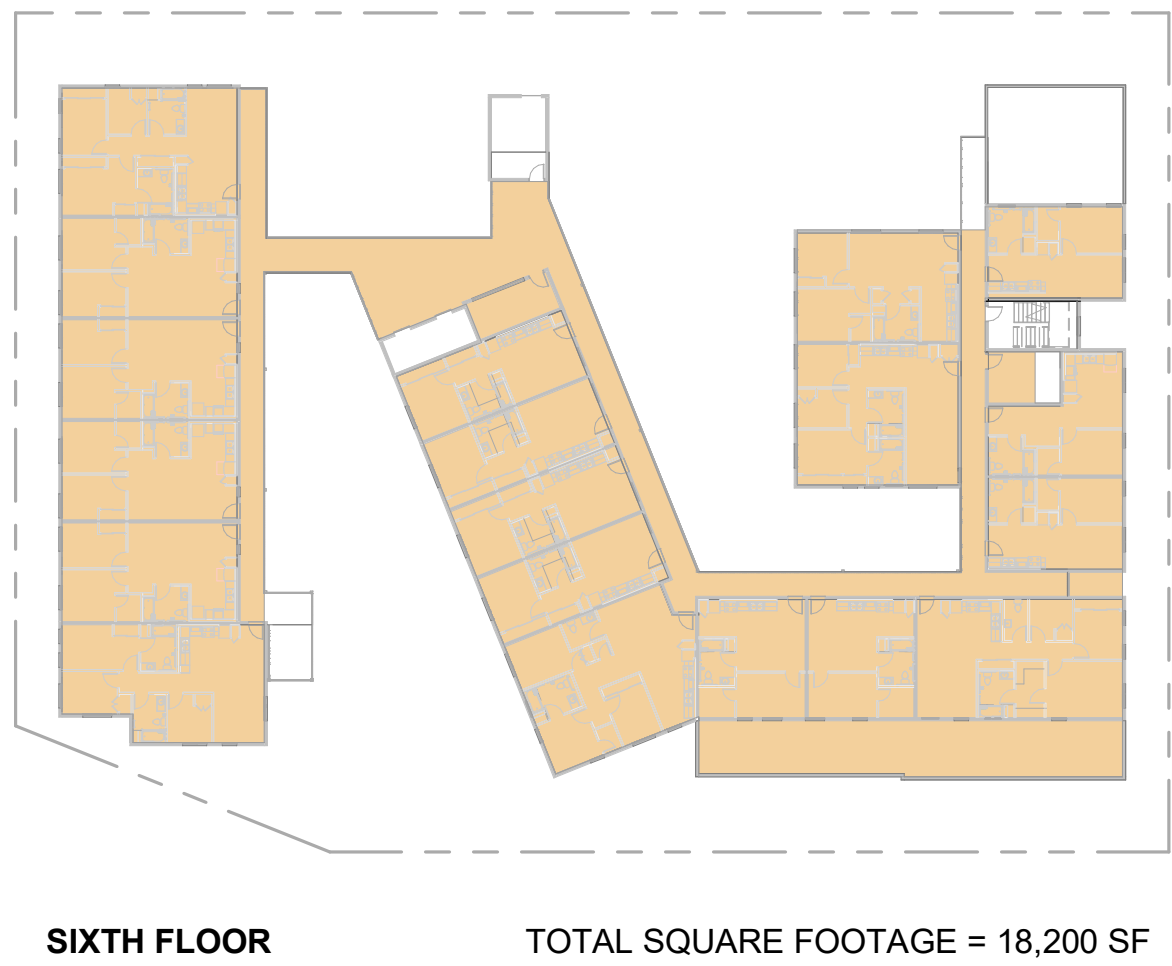 SIXTH FLOOR
TOTAL SQUARE FOOTAGE = 18,200 SF